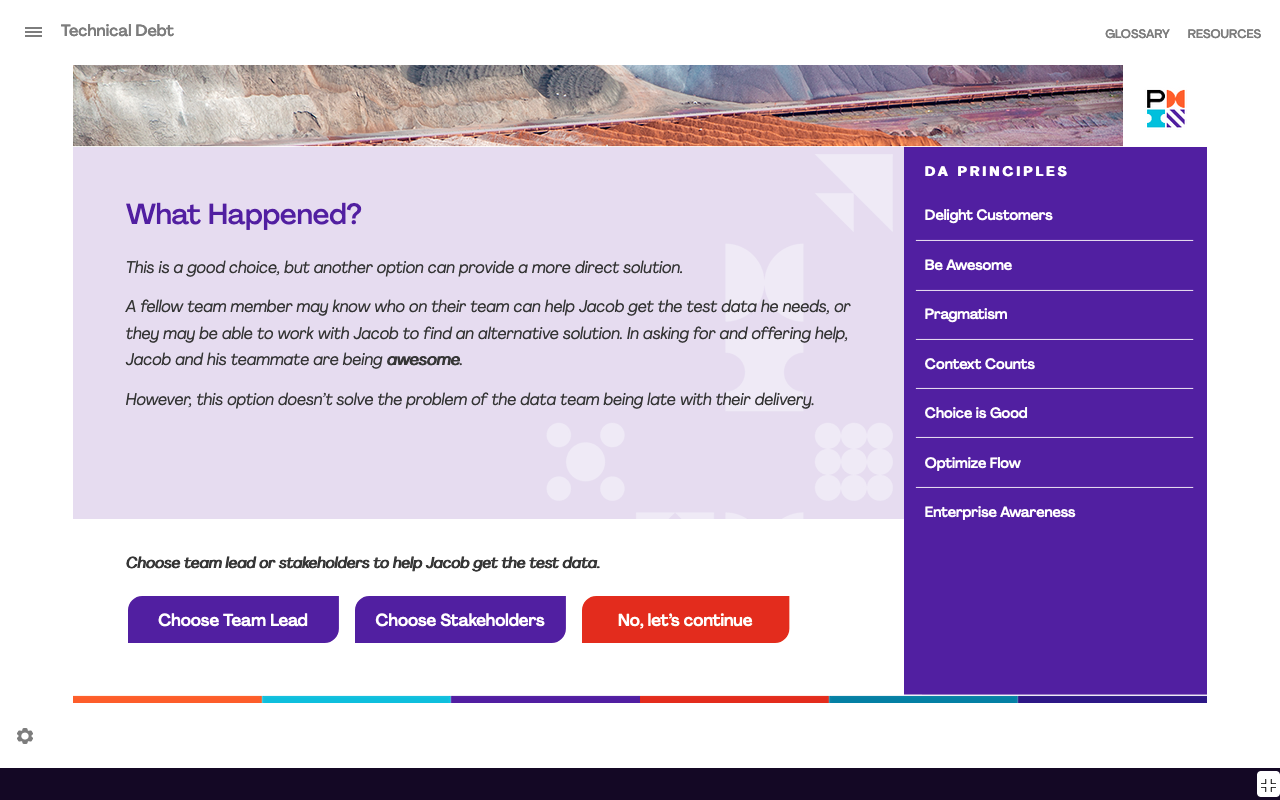 Technical Debt
GLOSSARY
RESOURCES
P
What Happened?
This is a good choice, but another option can provide a more direct solution.
A fellow team member may know who on their team can help Jacob get the test data he needs, or
they may be able to work with Jacob to find an alternative solution. In asking for and offering help,
Jacob and his teammate are being awesome.
However, this option doesn’t solve the problem of the data team being late with their delivery.
DA PRINCIPLES
Delight Customers
Be Awesome
Pragmatism
Context Counts
Choice is Good
Optimize Flow
Enterprise Awareness
Choose team lead or stakeholders to help Jacob get the test data.
Choose Team Lead
Choose Stakeholders
No, let’s continue